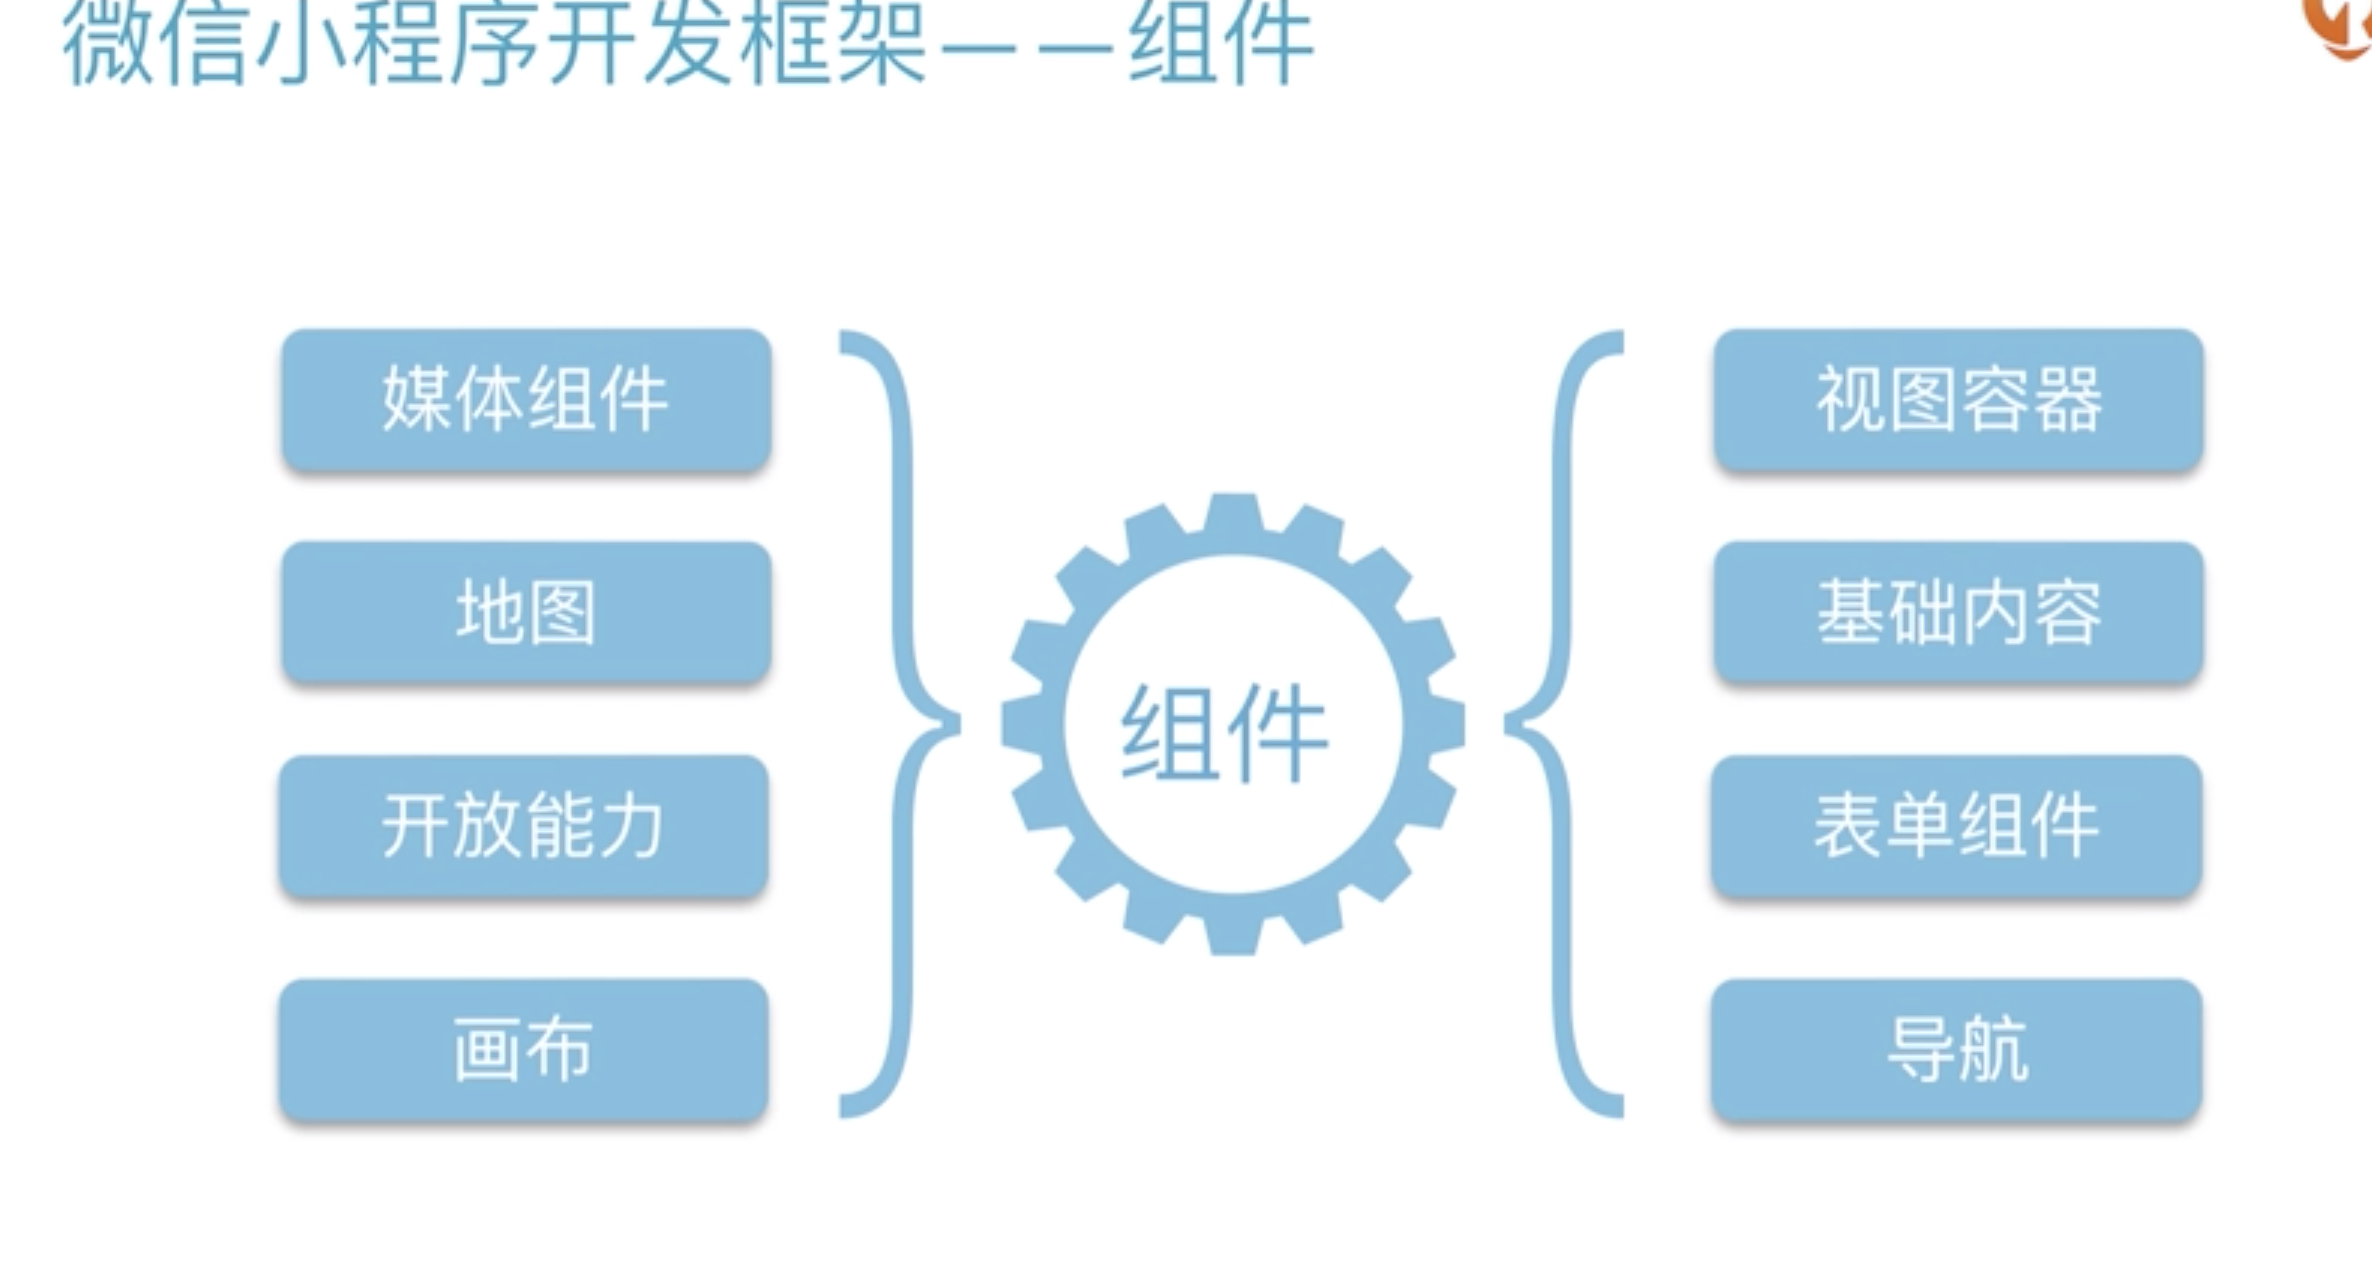 微信小程序开发框架——组件
媒体组件
地图
开放能力
画布
组件
视图容器
基础内容
表单组件
导航